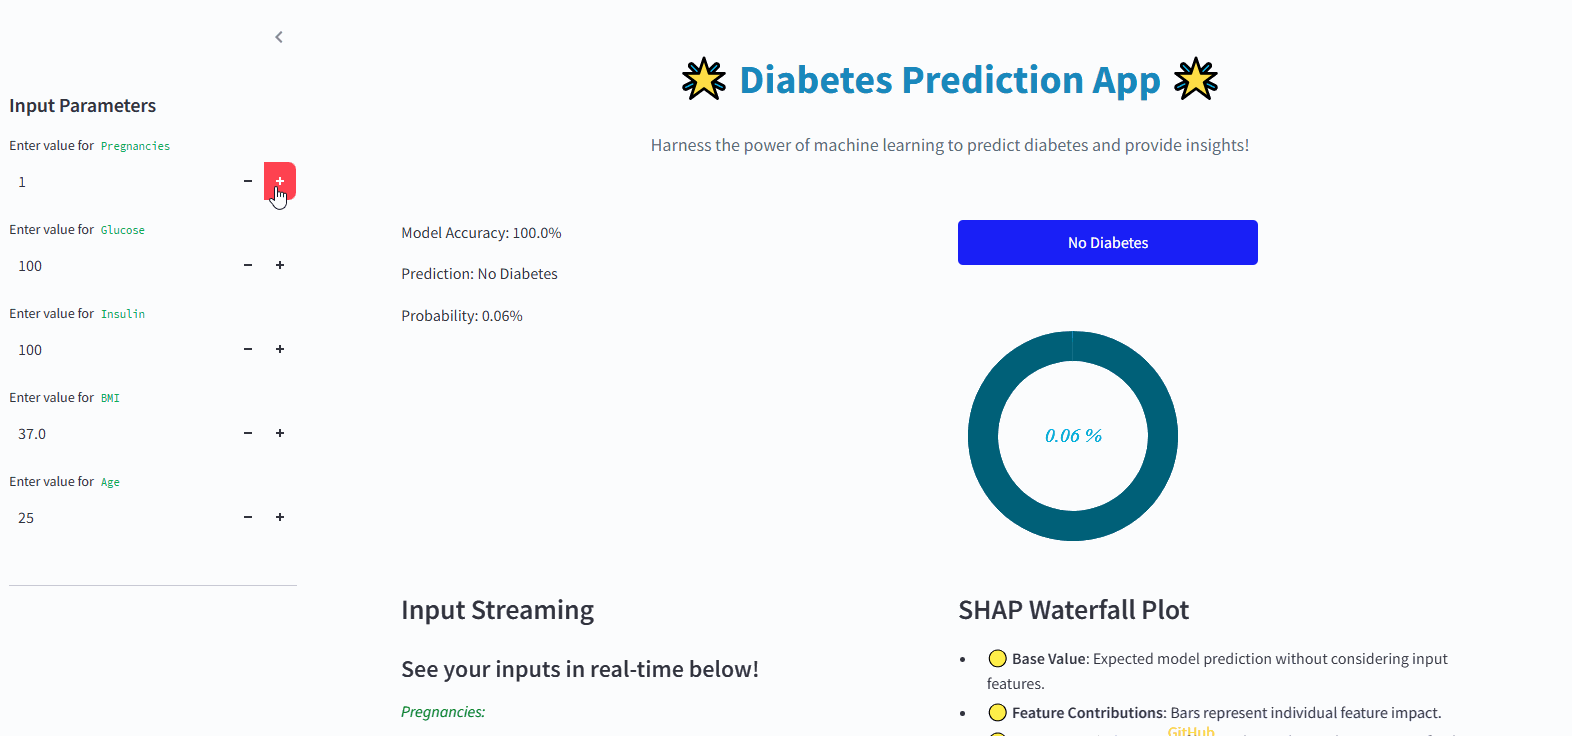 Input Parameters
Enter value for Pregnancies
1
Enter value for Glucose
100
Enter value for Insulin
100
Enter value for BMI
37.0
Enter value for Age
25
Diabetes Prediction App
Harness the power of machine learning to predict diabetes and provide insights!
Model Accuracy: 100.0%
Prediction: No Diabetes
Probability: 0.06%
No Diabetes
0.06 %
Input Streaming
See your inputs in real-time below!
Pregnancies:
SHAP Waterfall Plot
Base Value: Expected model prediction without considering input
features.
Feature Contributions: Bars represent individual feature impact.
GitHub